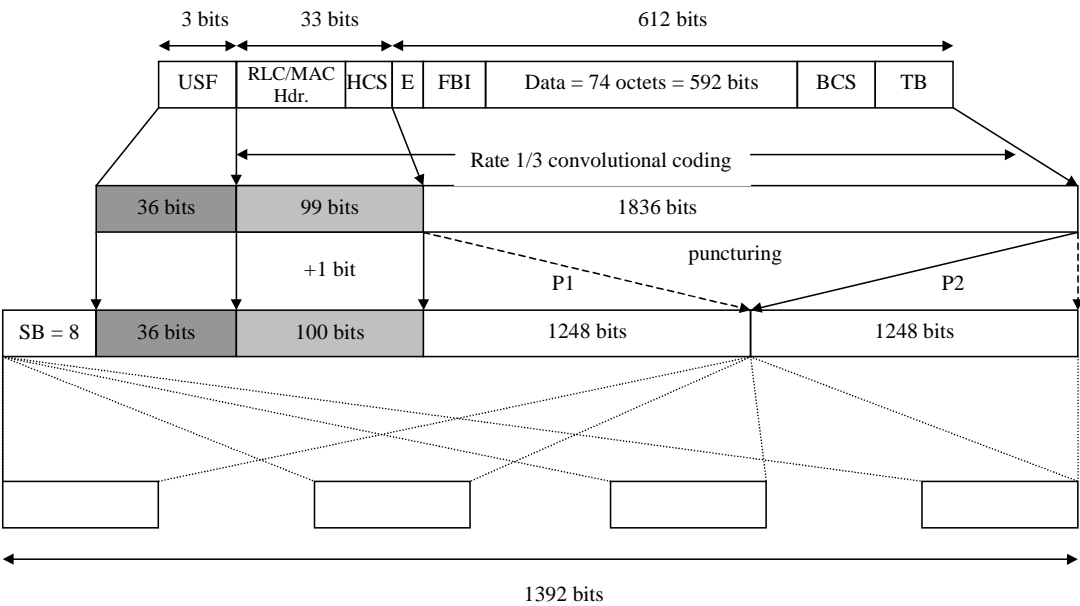 3 bits 33 bits 612 bits
USF RLC/MAC Hdr. HCS E FBI Data = 74 octets = 592 bits BCS TB
Rate 1/3 convolutional coding
36 bits 99 bits 1836 bits
+1 bit puncturing
P1 P2
SB = 8 36 bits 100 bits 1248 bits 1248 bits
1392 bits